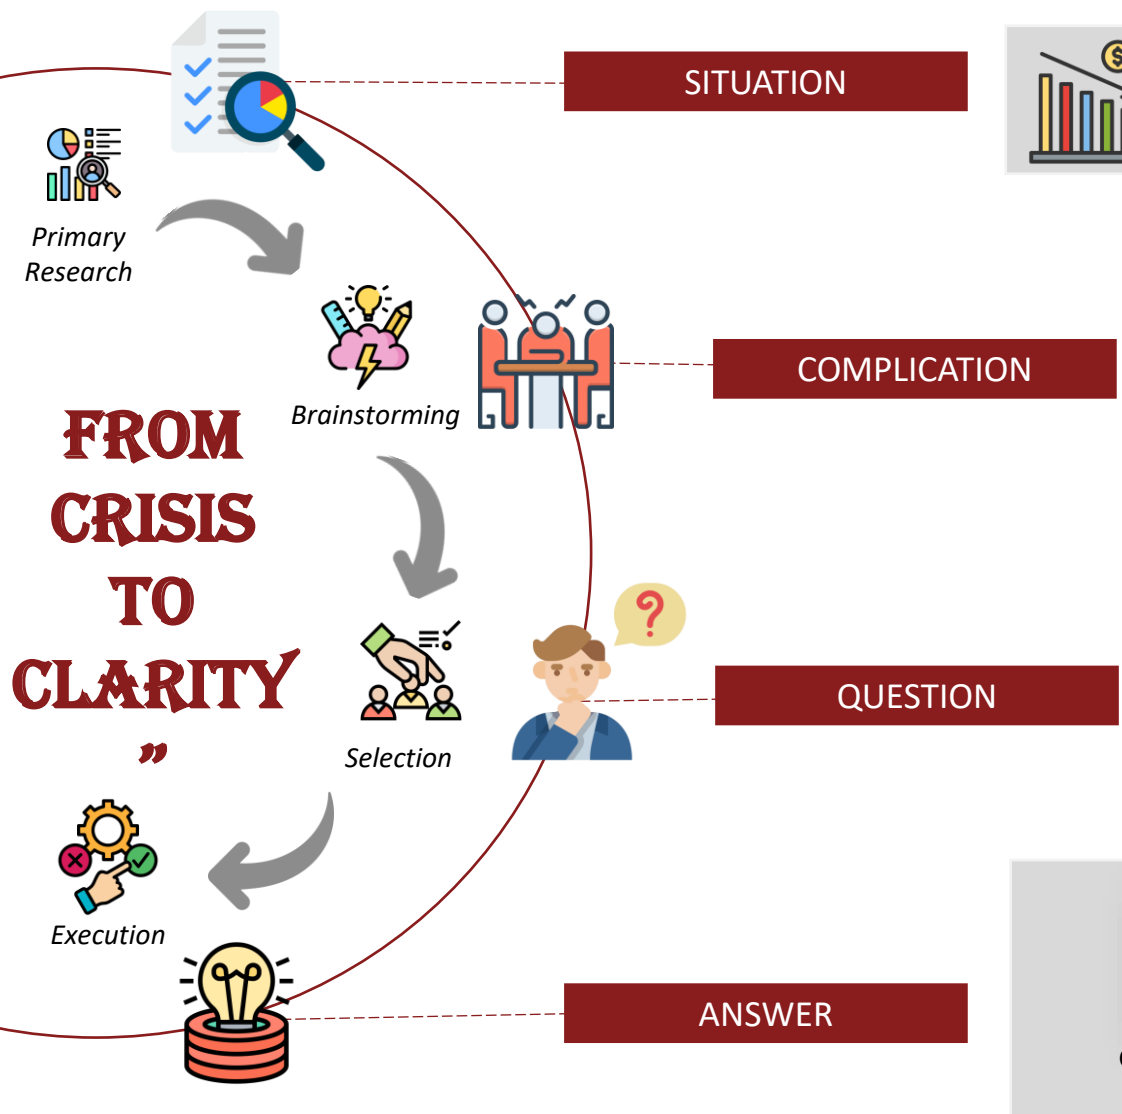 SITUATION
Primary
Research
Brainstorming
COMPLICATION
FROM
CRISIS
TO
CLARITY
”
QUESTION
Selection
Execution
ANSWER